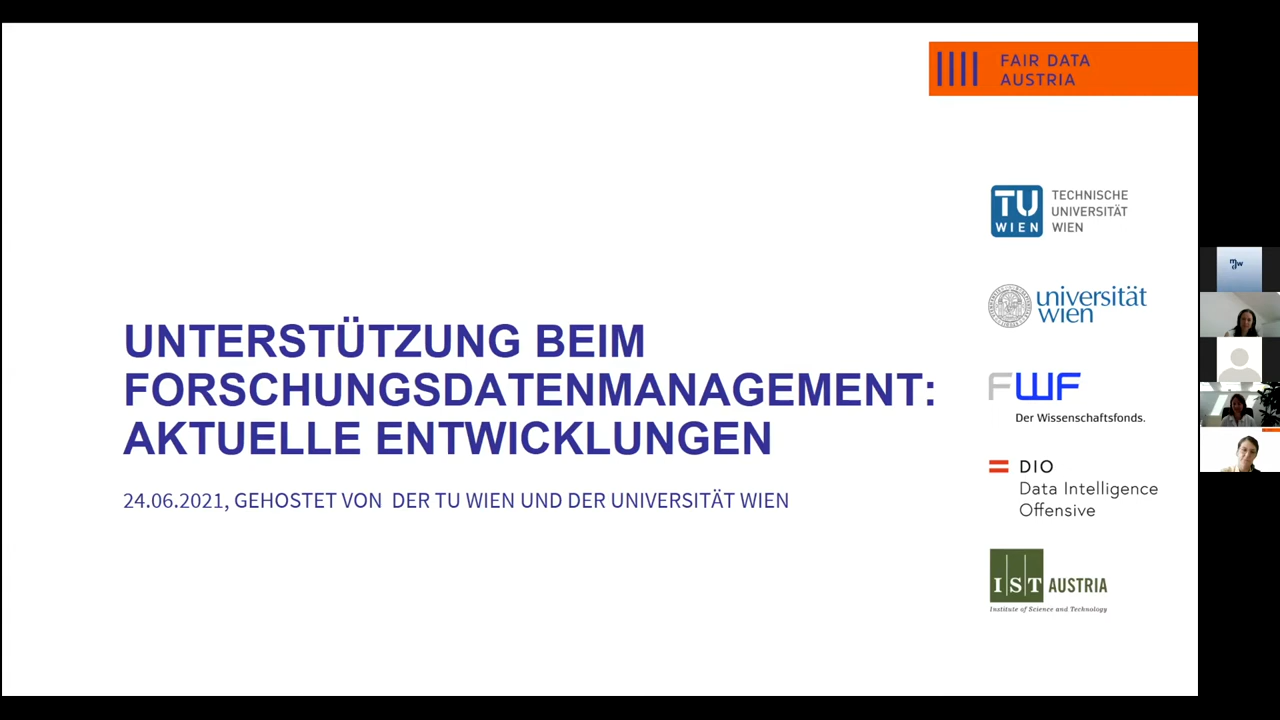 FAIR DATA
AUSTRIA
TU
WIEN
TECHNISCHE
UNIVERSITÄT
WIEN
universität
wien
FWF
Der Wissenschaftsfonds.
UNTERSTÜTZUNG BEIM
FORSCHUNGSDATENMANAGEMENT:
AKTUELLE ENTWICKLUNGEN
24.06.2021, GEHOSTET VON DER TU WIEN UND DER UNIVERSITÄT WIEN
DIO
Data Intelligence
Offensive
IST AUSTRIA
Institute of Science and Technology
mdw